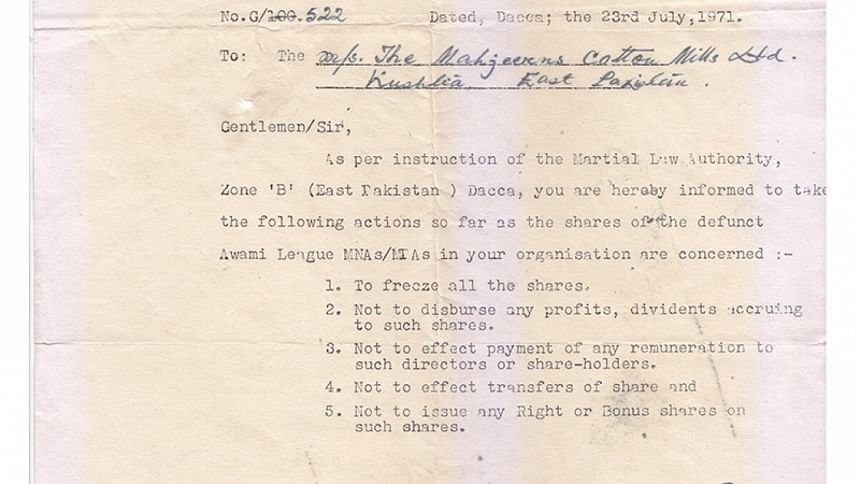 No.G/100.522 Dated, Dacca; the 23rd July,1971.
To: The M/s. The Mahjeerns Catton Mills Ltd.
Kushlia East Pakistan.
Gentlemen/Sir,
As per instruction of the Martial Law Authority,
Zone 'B' (East Pakistan ) Dacca, you are hereby informed to take
the following actions so far as the shares of the defunct
Awami League MNAs/MPAs in your organisation are concerned :-
1. To freeze all the shares.
2. Not to disburse any profits, dividents accruing
to such shares.
3. Not to effect payment of any remuneration to
such directors or share-holders.
4. Not to effect transfers of share and
5. Not to issue any Right or Bonus shares on
such shares.